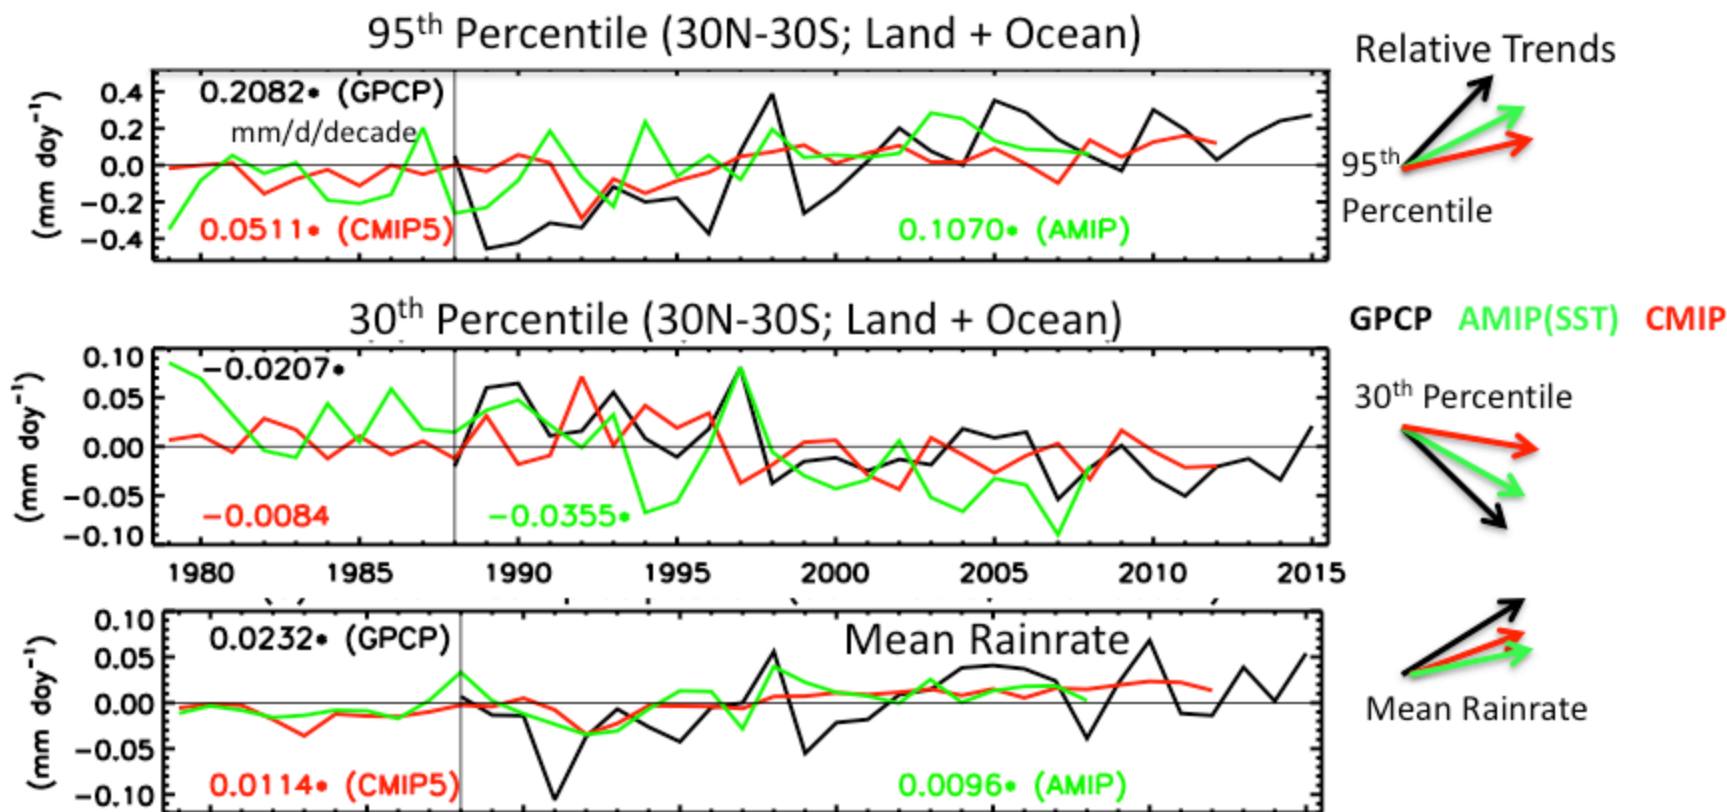 95th Percentile (30N-30S; Land + Ocean)
Relative Trends
0.4
0.2
0.0
−0.2
−0.4
(mm day⁻¹)
0.2082* (GPCP)
mm/d/decade
0.0511* (CMIP5)
0.1070* (AMIP)
95th
Percentile
30th Percentile (30N-30S; Land + Ocean)
GPCP AMIP(SST) CMIP
0.10
0.05
0.00
−0.05
−0.10
(mm day⁻¹)
−0.0207*
−0.0084
−0.0355*
30th Percentile
1980 1985 1990 1995 2000 2005 2010 2015
0.10
0.05
0.00
−0.05
−0.10
(mm day⁻¹)
0.0232* (GPCP)
Mean Rainrate
0.0114* (CMIP5)
0.0096* (AMIP)
Mean Rainrate